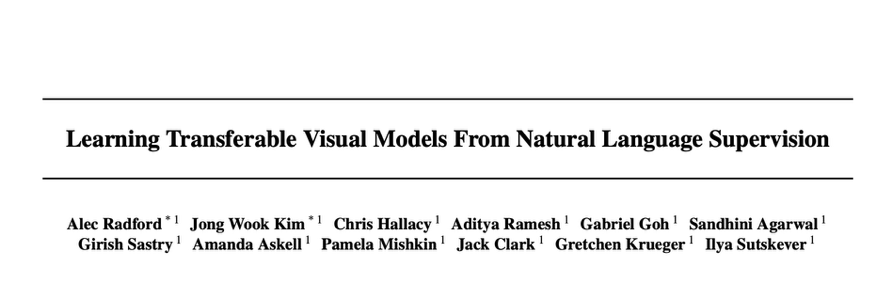 Learning Transferable Visual Models From Natural Language Supervision
Alec Radford * 1 Jong Wook Kim * 1 Chris Hallacy 1 Aditya Ramesh 1 Gabriel Goh 1 Sandhini Agarwal 1
Girish Sastry 1 Amanda Askell 1 Pamela Mishkin 1 Jack Clark 1 Gretchen Krueger 1 Ilya Sutskever 1